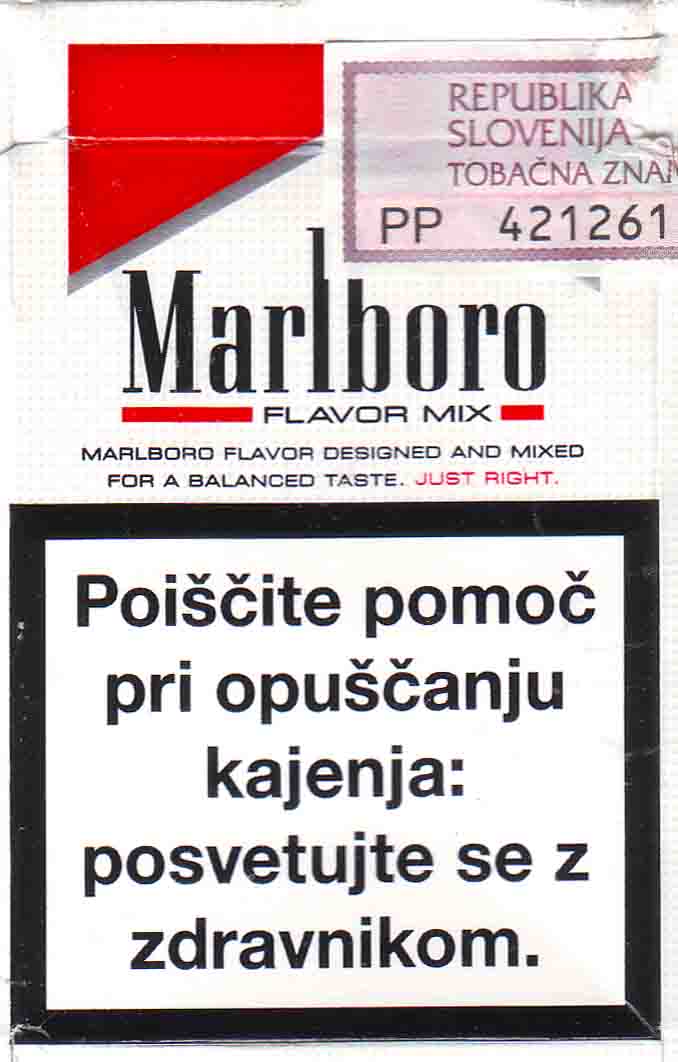 REPUBLIKA
SLOVENIJA
TOBAČNA
PP 421261
Marlboro
FLAVOR MIX
MARLBORO FLAVOR DESIGNED AND MIXED
FOR A BALANCED TASTE. JUST RIGHT.
Poiščite pomoč
pri opuščanju
kajenja:
posvetujte se z
zdravnikom.